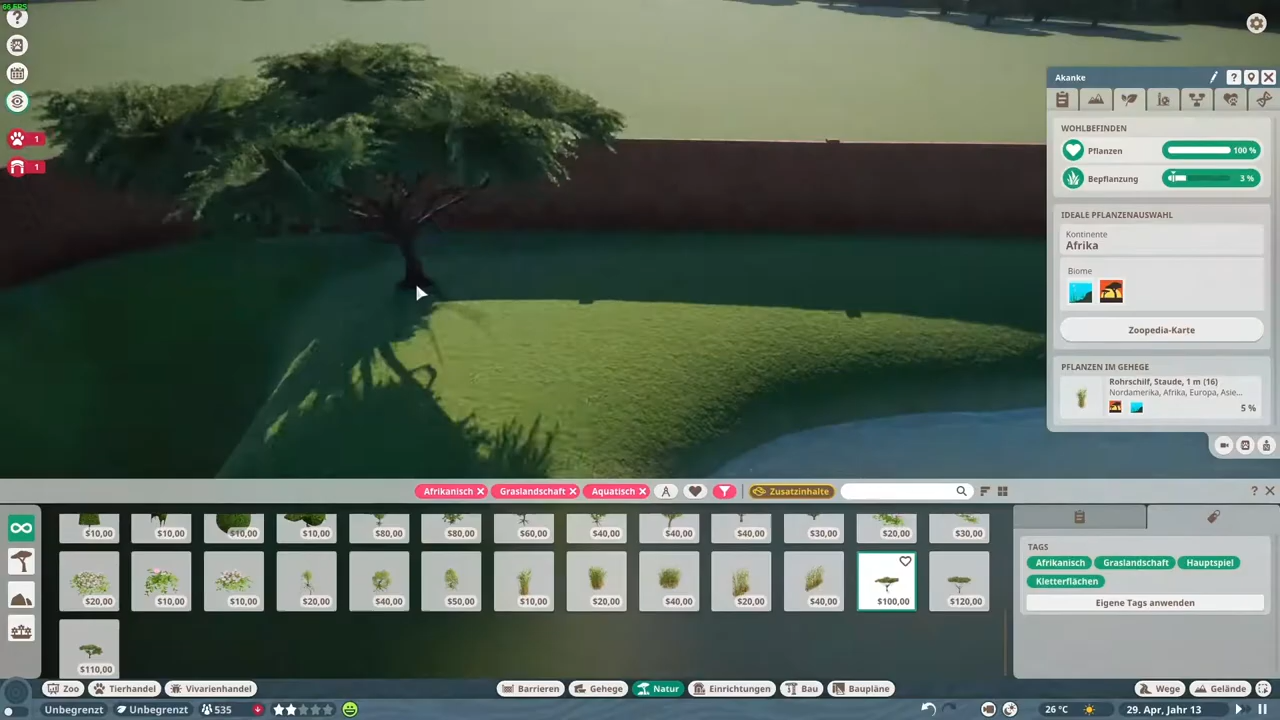 66 FPS
1
1
Akanke
WOHLBEFINDEN
Pflanzen 100 %
Bepflanzung 3 %
IDEALE PFLANZENAUSWAHL
Kontinente
Afrika
Biome
Zoopedia-Karte
PFLANZEN IM GEHEGE
Rohrschilf, Staude, 1 m (16)
Nordamerika, Afrika, Europa, Asie...
5 %
Afrikanisch Graslandschaft Aquatisch Zusatzinhalte
$10,00 $10,00 $10,00 $10,00 $80,00 $80,00 $60,00 $40,00 $40,00 $40,00 $30,00 $20,00 $30,00
$20,00 $10,00 $10,00 $20,00 $40,00 $50,00 $10,00 $20,00 $40,00 $20,00 $40,00 $100,00 $120,00
$110,00
TAGS
Afrikanisch Graslandschaft Hauptspiel
Kletterflächen
Eigene Tags anwenden
Zoo Tierhandel Vivarienhandel Barrieren Gehege Natur Einrichtungen Bau Baupläne Wege Gelände
Unbegrenzt Unbegrenzt 535 26 °C 29. Apr, Jahr 13